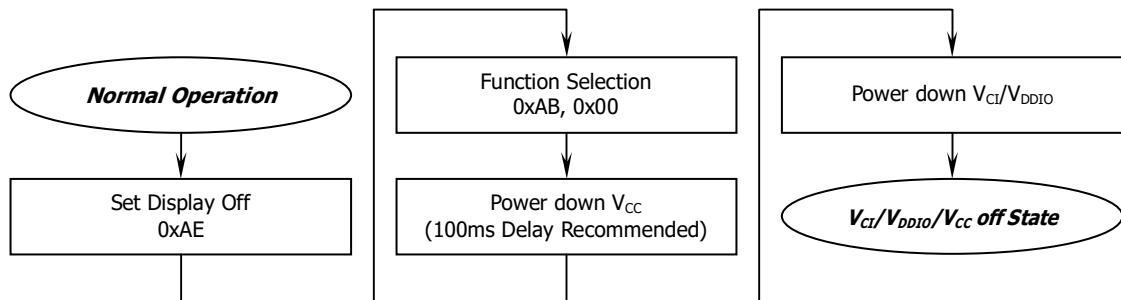 Normal Operation
Set Display Off
0xAE
Function Selection
0xAB, 0x00
Power down VCC
(100ms Delay Recommended)
Power down VCI/VDDIO
VCI/VDDIO/VCC off State